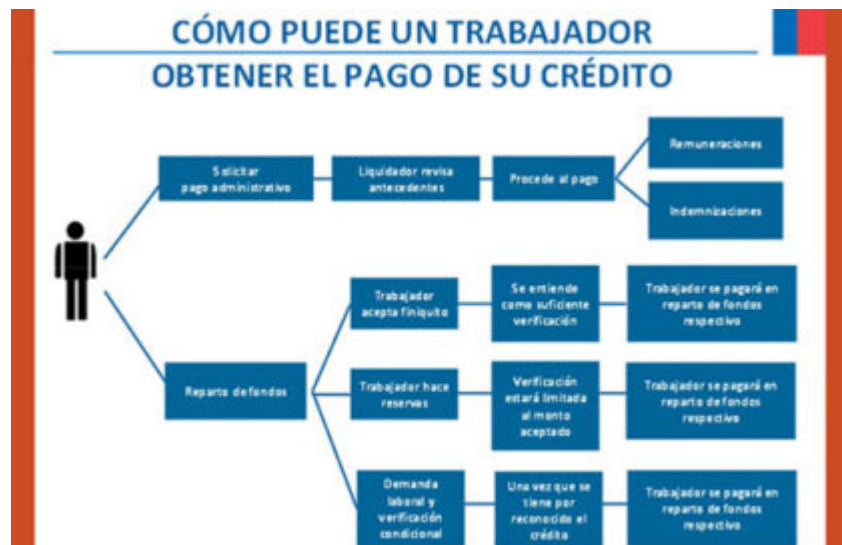 CÓMO PUEDE UN TRABAJADOR
OBTENER EL PAGO DE SU CRÉDITO
Solicitar
pago administrativo
Liquidador revisa
antecedentes
Procede al pago
Remuneraciones
Indemnizaciones
Reparto de fondos
Trabajador
acepta finiquito
Se entiende
como suficiente
verificación
Trabajador se pagará en
reparto de fondos
respectivo
Trabajador hace
reservas
Verificación
estará limitada
al monto
aceptado
Trabajador se pagará en
reparto de fondos
respectivo
Demanda
laboral y
verificación
condicional
Una vez que se
tiene por
reconocido el
crédito
Trabajador se pagará en
reparto de fondos
respectivo